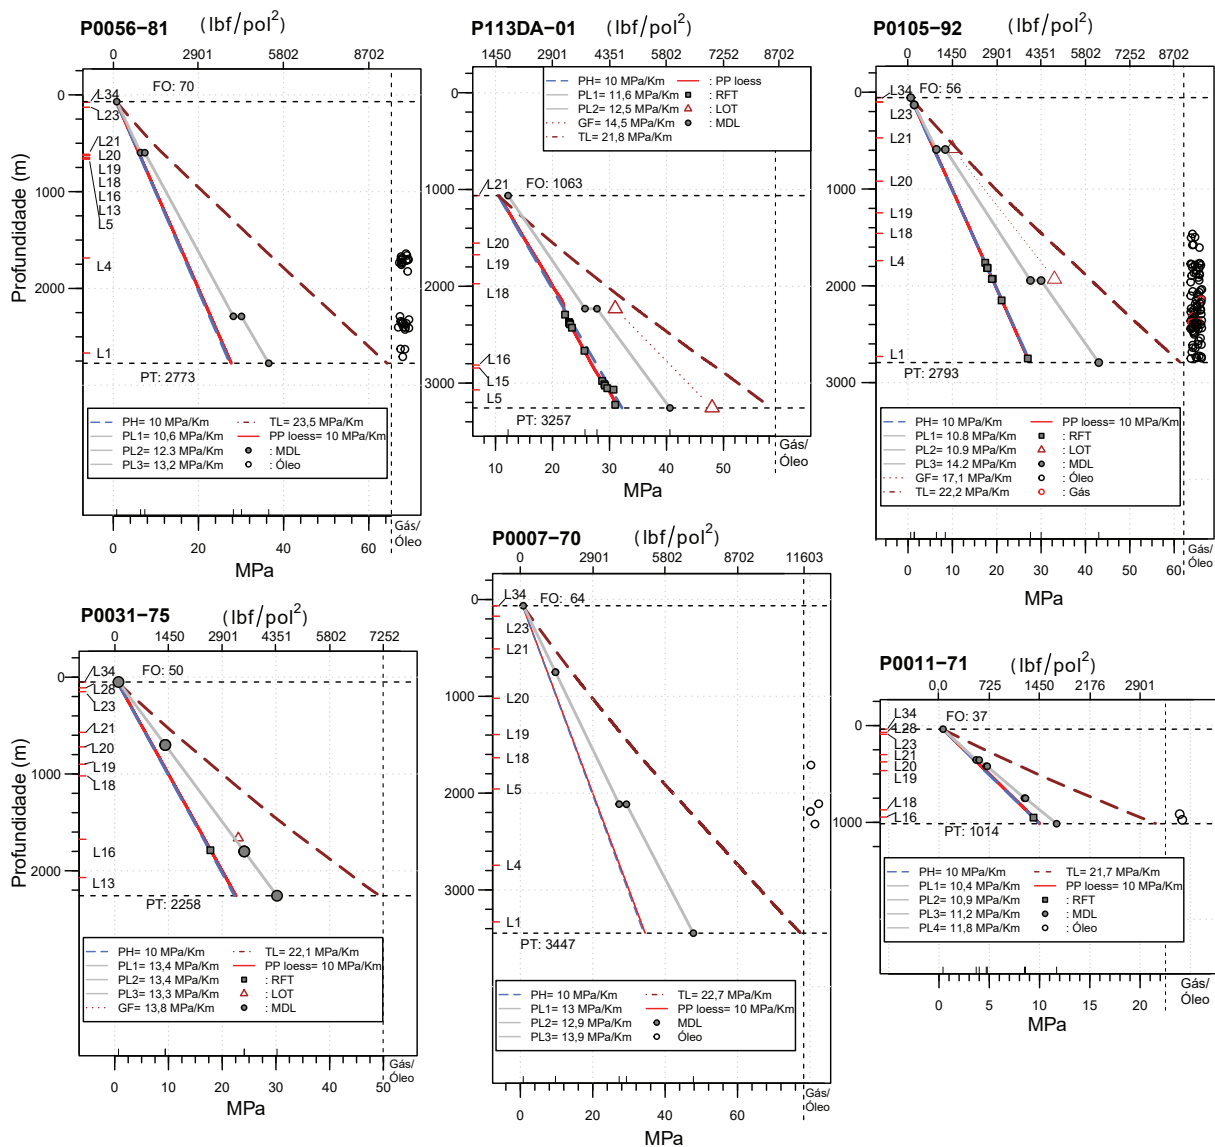 P0056−81 (lbf/pol²)
0 2901 5802 8702
Profundidade (m)
0
1000
2000
L34
L23
L21
L20
L19
L18
L16
L13
L5
L4
L1
FO: 70
PT: 2773
PH= 10 MPa/Km
PL1= 10,6 MPa/Km
PL2= 12.3 MPa/Km
PL3= 13,2 MPa/Km
TL= 23,5 MPa/Km
PP loess= 10 MPa/Km
: MDL
: Óleo
0 20 40 60
Gás/
Óleo
MPa
P113DA−01 (lbf/pol²)
1450 2901 4351 5802 7252 8702
PH= 10 MPa/Km
PL1= 11,6 MPa/Km
PL2= 12,5 MPa/Km
GF= 14,5 MPa/Km
TL= 21,8 MPa/Km
: PP loess
: RFT
: LOT
: MDL
0
1000
2000
3000
L21
L20
L19
L18
L16
L15
L5
FO: 1063
PT: 3257
10 20 30 40 50
Gás/
Óleo
MPa
P0105−92 (lbf/pol²)
0 1450 2901 4351 5802 7252 8702
0
1000
2000
3000
L34
L23
L21
L20
L19
L18
L4
L1
FO: 56
PT: 2793
PH= 10 MPa/Km
PL1= 10.8 MPa/Km
PL2= 10.9 MPa/Km
PL3= 14.2 MPa/Km
GF= 17,1 MPa/Km
TL= 22,2 MPa/Km
PP loess= 10 MPa/Km
: RFT
: LOT
: MDL
: Óleo
: Gás
0 10 20 30 40 50 60
Gás/
Óleo
MPa
P0031−75 (lbf/pol²)
0 1450 2901 4351 5802 7252
Profundidade (m)
0
1000
2000
L34
L28
L23
L21
L20
L19
L18
L16
L13
FO: 50
PT: 2258
PH= 10 MPa/Km
PL1= 13,4 MPa/Km
PL2= 13,4 MPa/Km
PL3= 13,3 MPa/Km
GF= 13,8 MPa/Km
TL= 22,1 MPa/Km
PP loess= 10 MPa/Km
: RFT
: LOT
: MDL
0 10 20 30 40 50
Gás/
Óleo
MPa
P0007−70 (lbf/pol²)
0 2901 5802 8702 11603
0
1000
2000
3000
L34
L23
L21
L20
L19
L18
L5
L4
L1
FO: 64
PT: 3447
PH= 10 MPa/Km
PL1= 13 MPa/Km
PL2= 12,9 MPa/Km
PL3= 13,9 MPa/Km
TL= 22,7 MPa/Km
PP loess= 10 MPa/Km
MDL
Óleo
0 20 40 60
Gás/
Óleo
MPa
P0011−71 (lbf/pol²)
0 725 1450 2176 2901
0
1000
L34
L28
L23
L21
L20
L19
L18
L16
FO: 37
PT: 1014
PH= 10 MPa/Km
PL1= 10,4 MPa/Km
PL2= 10,9 MPa/Km
PL3= 11,2 MPa/Km
PL4= 11,8 MPa/Km
TL= 21,7 MPa/Km
PP loess= 10 MPa/Km
: RFT
: MDL
: Óleo
0 5 10 15 20
Gás/
Óleo
MPa